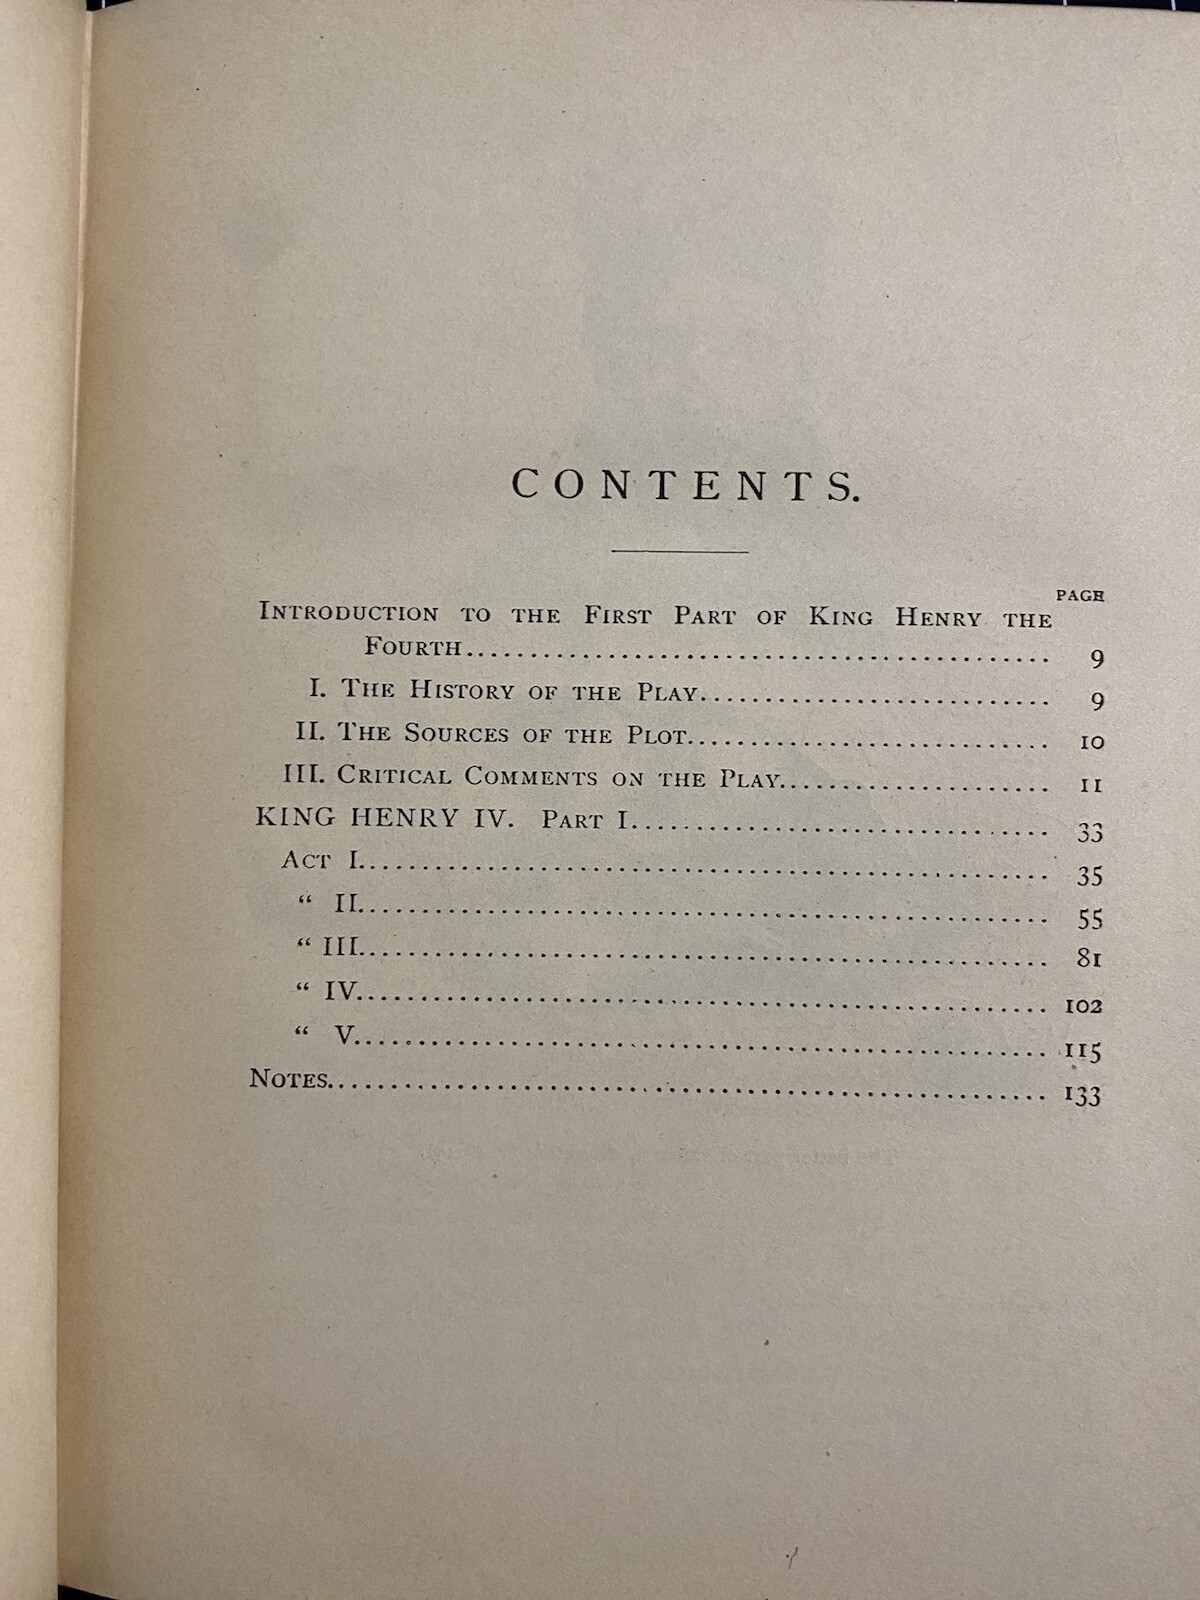 CONTENTS.
PAGE
INTRODUCTION TO THE FIRST PART OF KING HENRY THE
FOURTH.............................................. 9
I. THE HISTORY OF THE PLAY............................ 9
II. THE SOURCES OF THE PLOT............................. 10
III. CRITICAL COMMENTS ON THE PLAY...................... 11
KING HENRY IV. PART I.................................. 33
ACT I....................................................... 35
“ II....................................................... 55
“ III....................................................... 81
“ IV....................................................... 102
“ V....................................................... 115
NOTES......................................................... 133